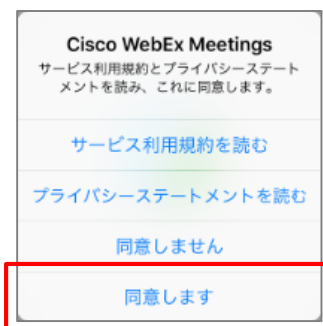 Cisco WebEx Meetings
サービス利用規約とプライバシーステート
メントを読み、これに同意します。
サービス利用規約を読む
プライバシーステートメントを読む
同意しません
同意します